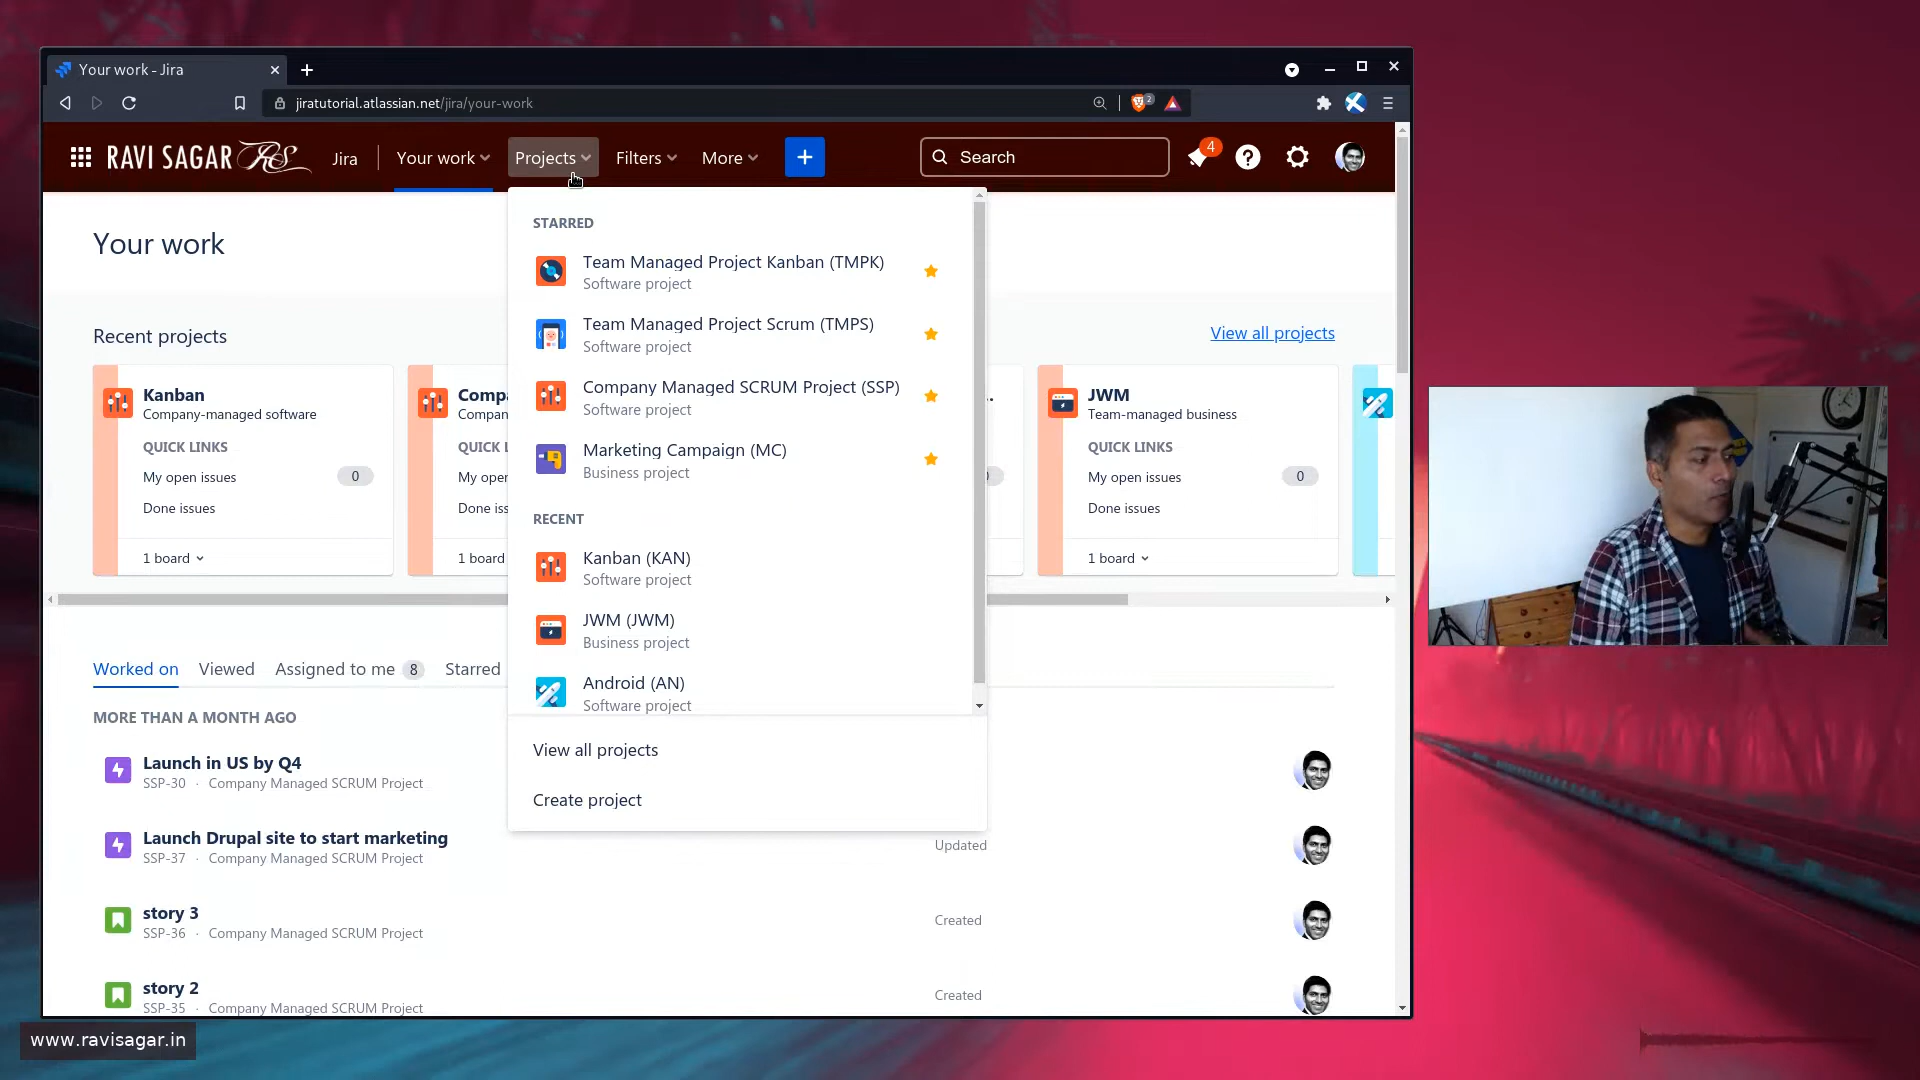 Your work - Jira
jiratutorial.atlassian.net/jira/your-work
2
RAVI SAGAR RS
Jira
Your work
Projects
Filters
More
+
Search
4
Your work
Recent projects
View all projects
Kanban
Company-managed software
QUICK LINKS
My open issues
0
Done issues
1 board
QUICK
1 board
JWM
Team-managed business
QUICK LINKS
My open issues
0
Done issues
1 board
STARRED
Team Managed Project Kanban (TMPK)
Software project
Team Managed Project Scrum (TMPS)
Software project
Company Managed SCRUM Project (SSP)
Software project
Marketing Campaign (MC)
Business project
RECENT
Kanban (KAN)
Software project
JWM (JWM)
Business project
Android (AN)
Software project
View all projects
Create project
Worked on
Viewed
Assigned to me 8
Starred
MORE THAN A MONTH AGO
Launch in US by Q4
SSP-30 · Company Managed SCRUM Project
Launch Drupal site to start marketing
SSP-37 · Company Managed SCRUM Project
Updated
story 3
SSP-36 · Company Managed SCRUM Project
Created
story 2
SSP-35 · Company Managed SCRUM Project
Created
www.ravisagar.in